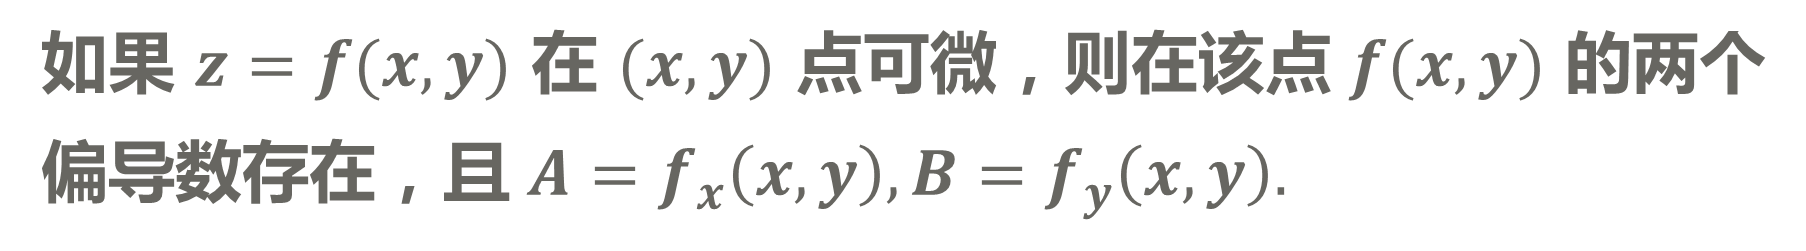 如果 z = f(x, y) 在 (x, y) 点可微，则在该点 f(x, y) 的两个
偏导数存在，且 A = fₓ(x, y), B = f_y(x, y).